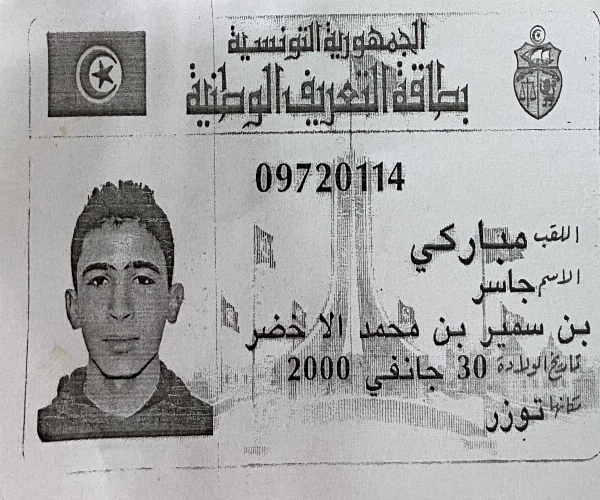 الجمهورية التونسية
بطاقة التعريف الوطنية
09720114
اللقب مباركي
الاسم جاسر
بن سمير بن محمد الاخضر
تاريخ الولادة 30 جانفي 2000
مكانها توزر